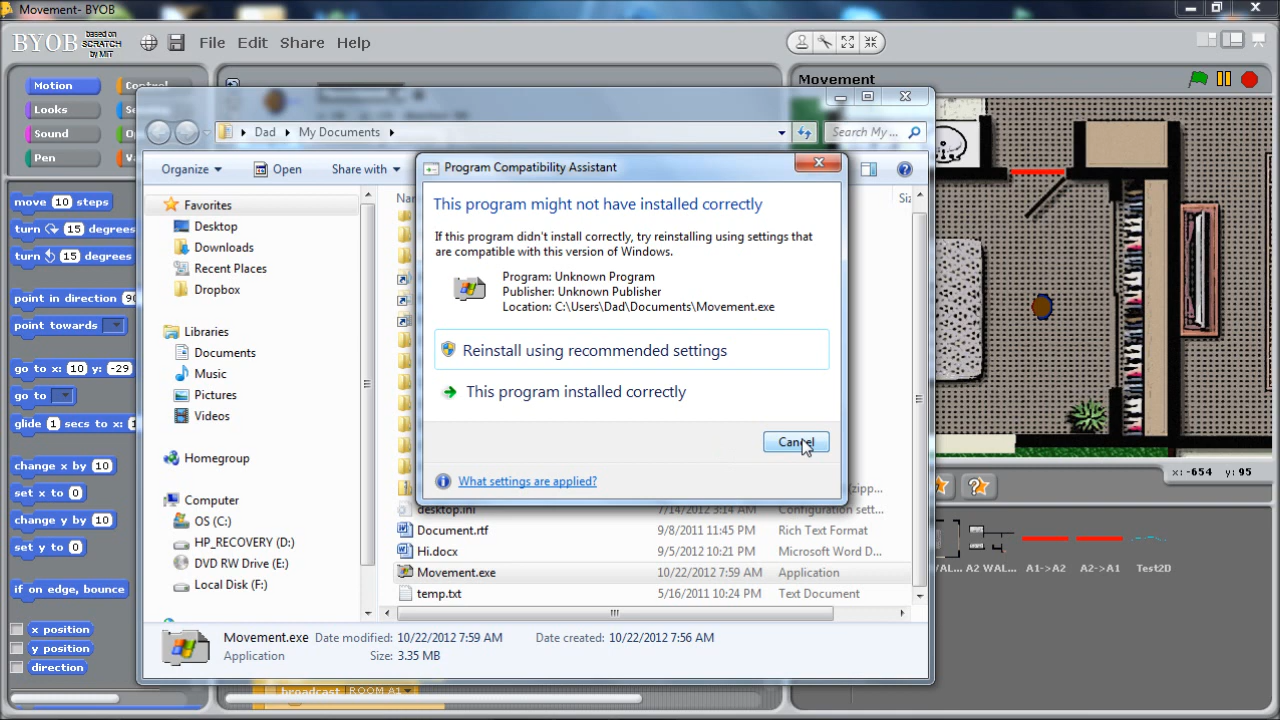 Movement- BYOB
BYOB
based on
SCRATCH
by MIT
File Edit Share Help
Movement
Motion
Looks
Sound
Pen
Dad
My Documents
Search My ...
Organize
Open
Share with
move 10 steps
turn 15 degrees
turn 15 degrees
point in direction
point towards
go to x: 10 y: -29
go to
glide 1 secs to x:
change x by 10
set x to 0
change y by 10
set y to 0
if on edge, bounce
x position
y position
direction
Favorites
Desktop
Downloads
Recent Places
Dropbox
Libraries
Documents
Music
Pictures
Videos
Homegroup
Computer
OS (C:)
HP_RECOVERY (D:)
DVD RW Drive (E:)
Local Disk (F:)
Program Compatibility Assistant
This program might not have installed correctly
If this program didn't install correctly, try reinstalling using settings that
are compatible with this version of Windows.
Program: Unknown Program
Publisher: Unknown Publisher
Location: C:\Users\Dad\Documents\Movement.exe
Reinstall using recommended settings
This program installed correctly
Cancel
What settings are applied?
desktop.ini 7/14/2012 3:14 AM Configuration sett...
Document.rtf 9/8/2011 11:45 PM Rich Text Format
Hi.docx 9/5/2012 10:21 PM Microsoft Word D...
Movement.exe 10/22/2012 7:59 AM Application
temp.txt 5/16/2011 10:24 PM Text Document
Movement.exe Date modified: 10/22/2012 7:59 AM Date created: 10/22/2012 7:56 AM
Application Size: 3.35 MB
broadcast ROOM A1
x: -654 y: 95
A2 WAL... A1->A2 A2->A1 Test2D